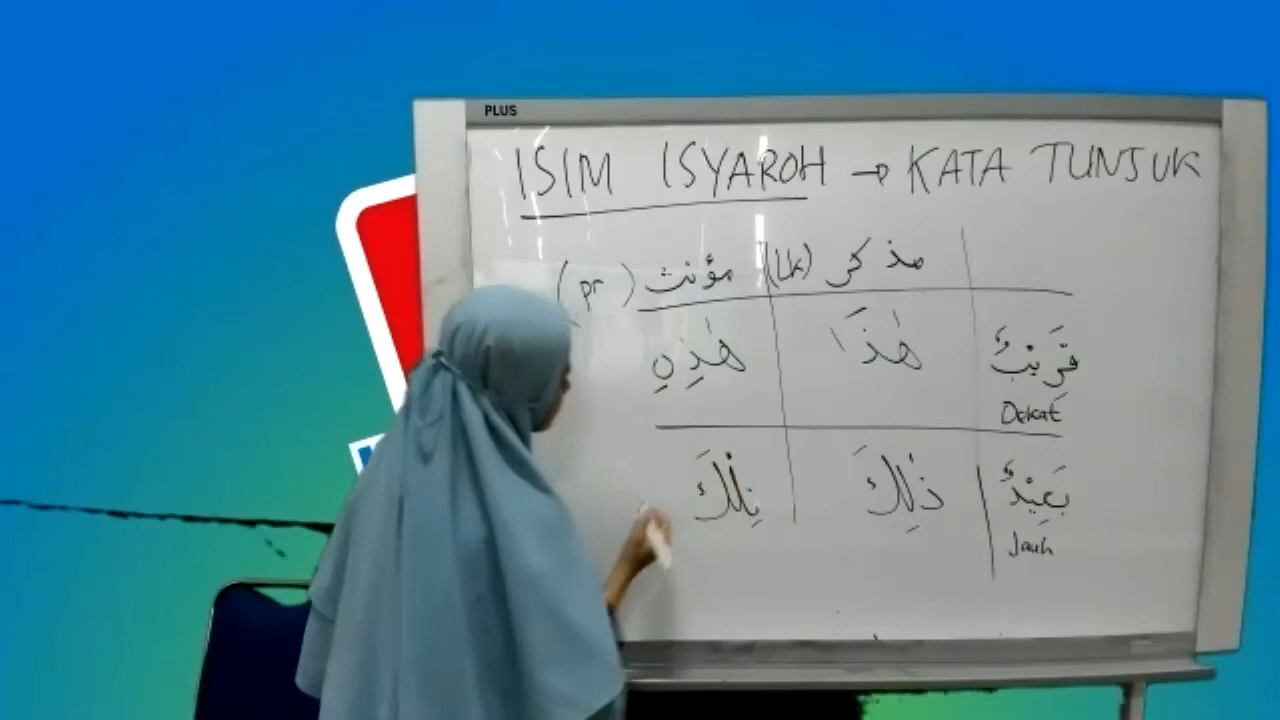 PLUS
ISIM ISYAROH → KATA TUNJUK
مذكر (Lk) مؤنث (pr)
قَرِيْبٌ هٰذَا هٰذِهِ
Dekat
بَعِيْدٌ ذٰلِكَ تِلْكَ
Jauh